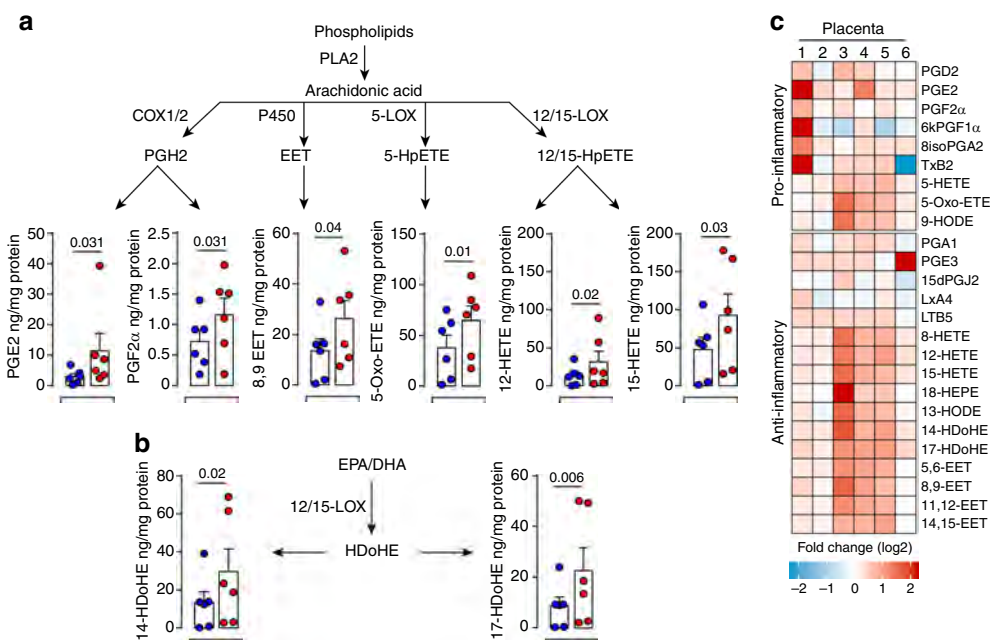 a
Phospholipids
PLA2
Arachidonic acid
COX1/2
P450
5-LOX
12/15-LOX
PGH2
EET
5-HpETE
12/15-HpETE
PGE2 ng/mg protein
50
40
30
20
10
0
0.031
PGF2α ng/mg protein
2.5
2.0
1.5
1.0
0.5
0.0
0.031
8,9 EET ng/mg protein
60
40
20
0
0.04
5-Oxo-ETE ng/mg protein
150
100
50
0
0.01
12-HETE ng/mg protein
200
150
100
50
0
0.02
15-HETE ng/mg protein
200
150
100
50
0
0.03
b
14-HDoHE ng/mg protein
80
60
40
20
0
0.02
EPA/DHA
12/15-LOX
HDoHE
17-HDoHE ng/mg protein
60
40
20
0
0.006
c
Placenta
1 2 3 4 5 6
Pro-inflammatory
PGD2
PGE2
PGF2α
6kPGF1α
8isoPGA2
TxB2
5-HETE
5-Oxo-ETE
9-HODE
Anti-inflammatory
PGA1
PGE3
15dPGJ2
LxA4
LTB5
8-HETE
12-HETE
15-HETE
18-HEPE
13-HODE
14-HDoHE
17-HDoHE
5,6-EET
8,9-EET
11,12-EET
14,15-EET
Fold change (log2)
−2 −1 0 1 2